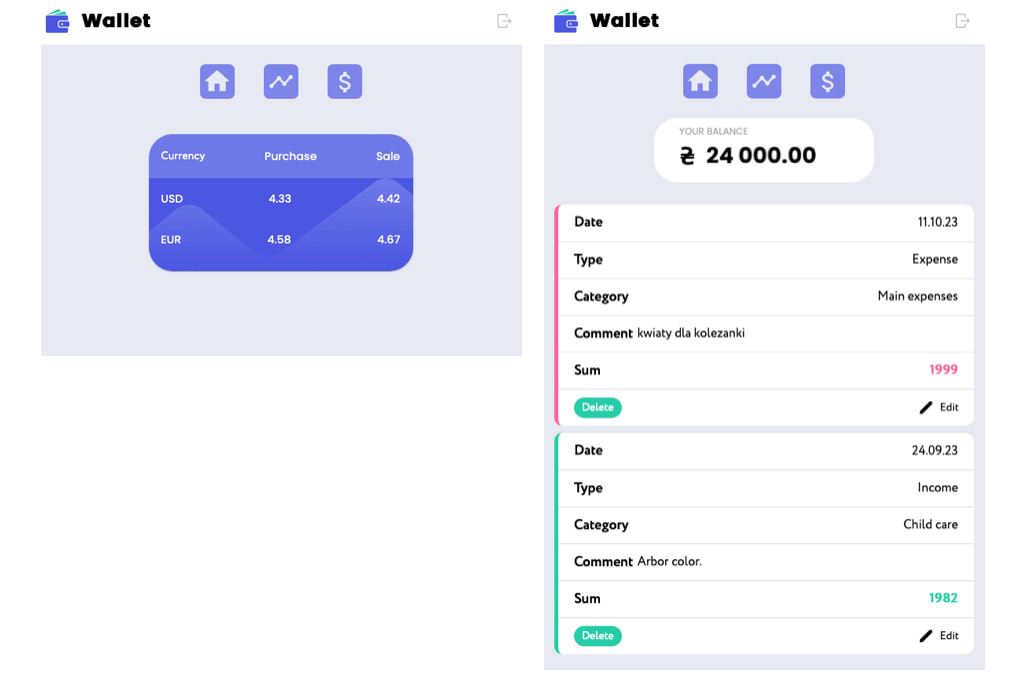 Wallet
Currency Purchase Sale
USD 4.33 4.42
EUR 4.58 4.67
Wallet
YOUR BALANCE
₴ 24 000.00
Date 11.10.23
Type Expense
Category Main expenses
Comment kwiaty dla kolezanki
Sum 1999
Delete Edit
Date 24.09.23
Type Income
Category Child care
Comment Arbor color.
Sum 1982
Delete Edit